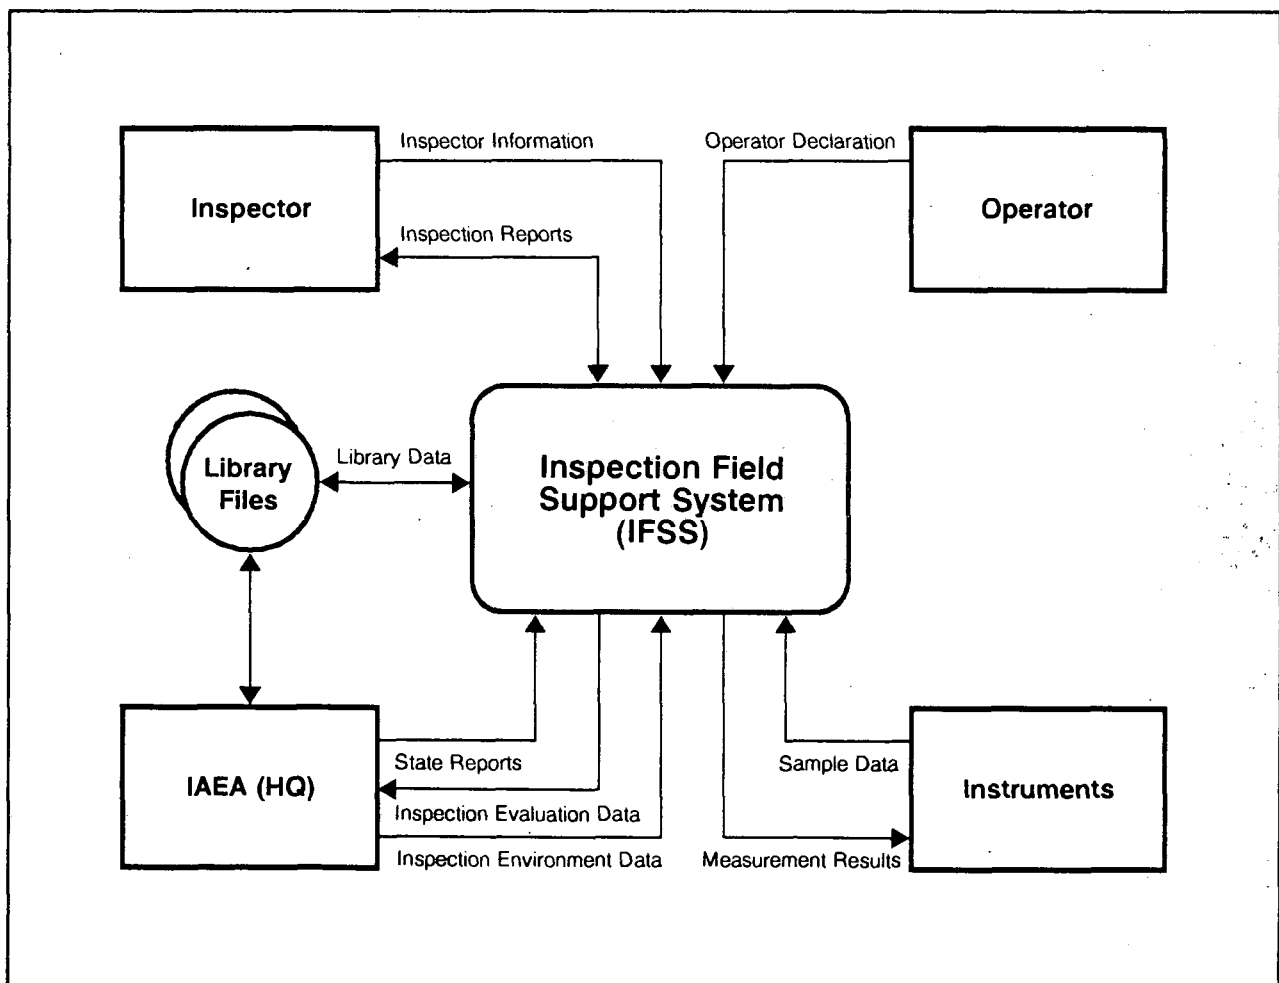 Inspector Information
Operator Declaration
Inspector
Operator
Inspection Reports
Library Data
Library
Files
Inspection Field
Support System
(IFSS)
State Reports
Sample Data
IAEA (HQ)
Instruments
Inspection Evaluation Data
Inspection Environment Data
Measurement Results